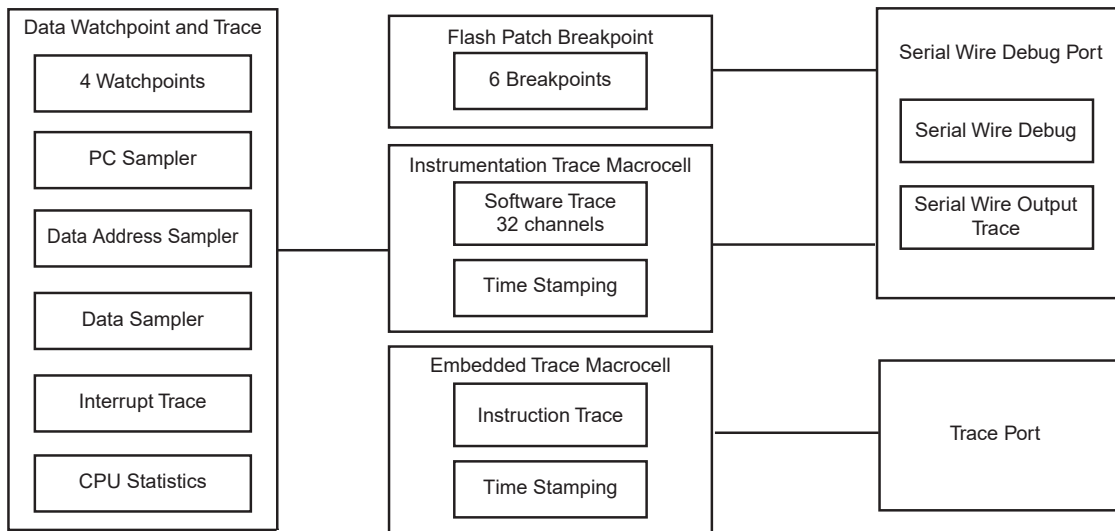 Data Watchpoint and Trace
4 Watchpoints
PC Sampler
Data Address Sampler
Data Sampler
Interrupt Trace
CPU Statistics
Flash Patch Breakpoint
6 Breakpoints
Instrumentation Trace Macrocell
Software Trace
32 channels
Time Stamping
Embedded Trace Macrocell
Instruction Trace
Time Stamping
Serial Wire Debug Port
Serial Wire Debug
Serial Wire Output
Trace
Trace Port